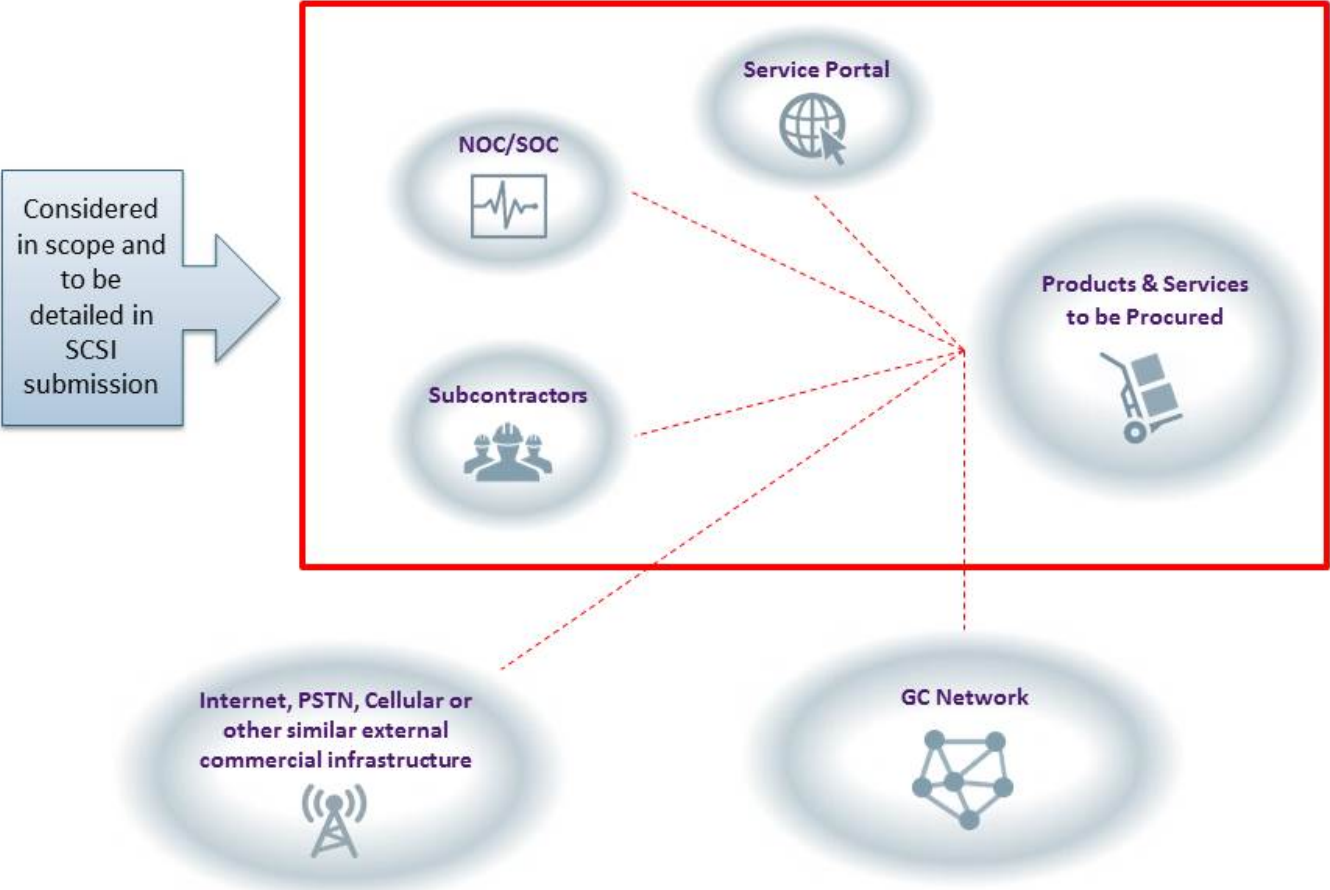 Service Portal
NOC/SOC
Considered
in scope and
to be
detailed in
SCSI
submission
Products & Services
to be Procured
Subcontractors
Internet, PSTN, Cellular or
other similar external
commercial infrastructure
GC Network